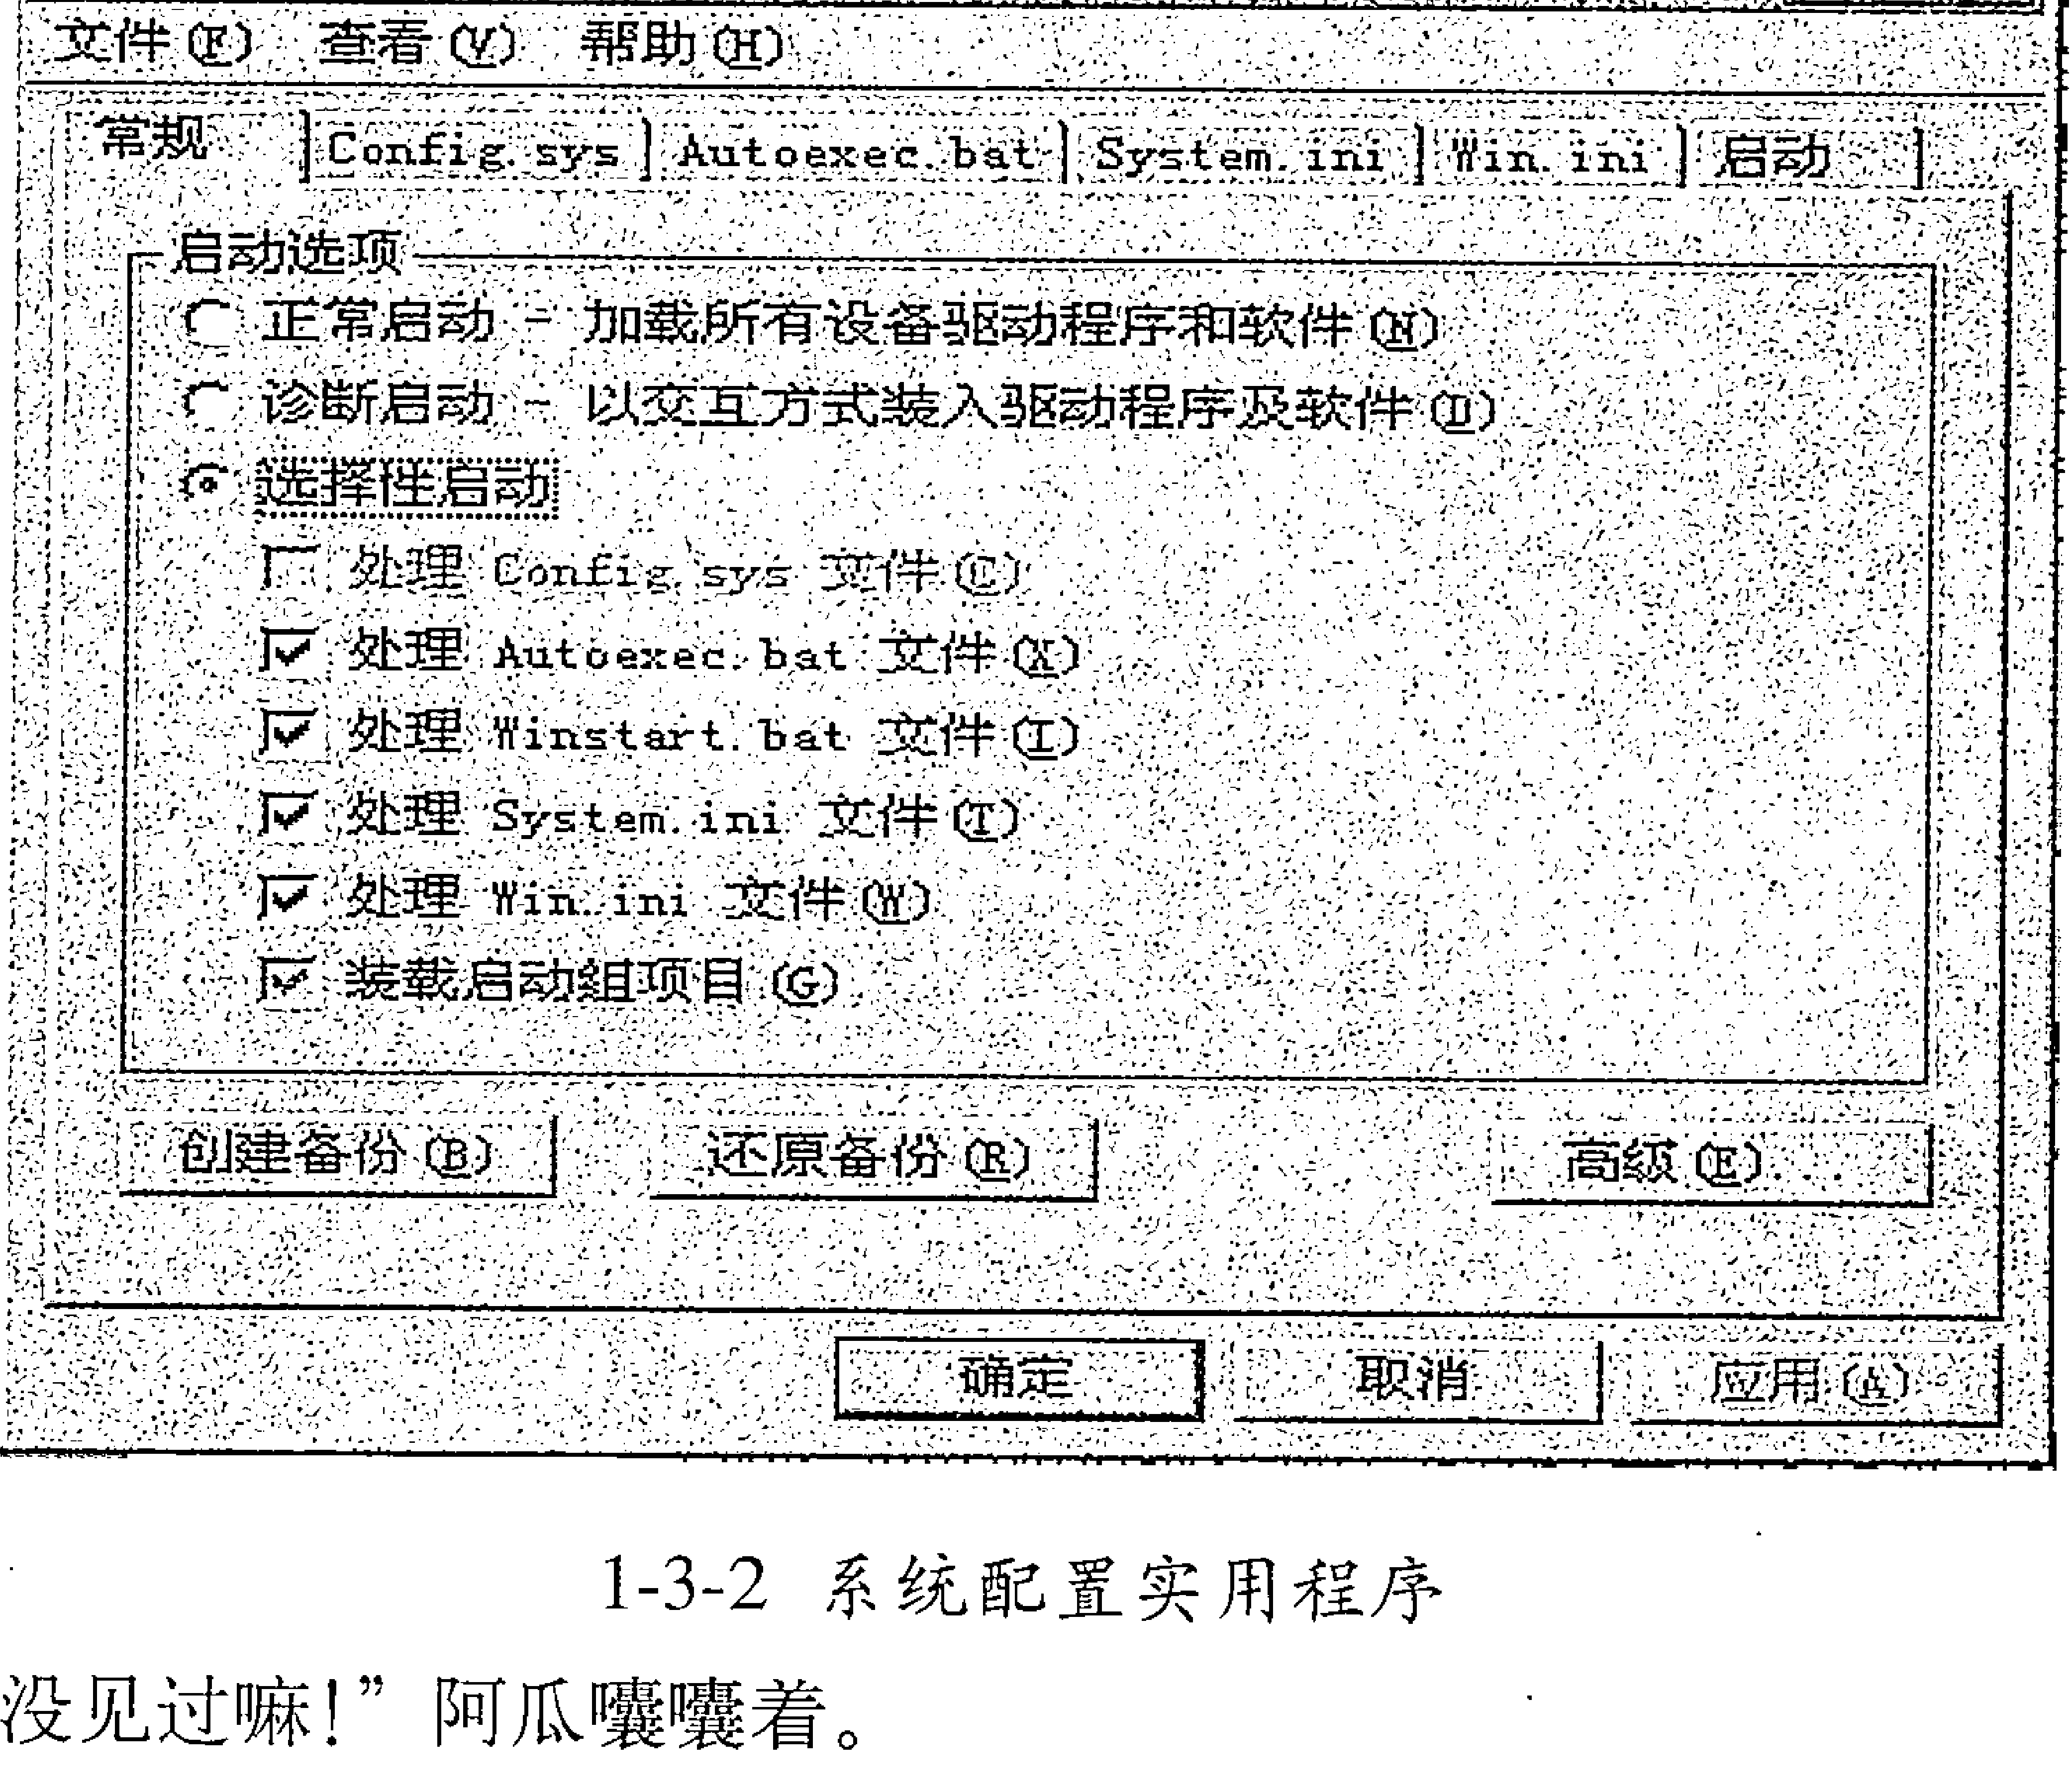 文件(F) 查看(V) 帮助(H)
常规 Config.sys Autoexec.bat System.ini Win.ini 启动
启动选项
正常启动 - 加载所有设备驱动程序和软件(N)
诊断启动 - 以交互方式装入驱动程序及软件(D)
选择性启动
处理 Config.sys 文件(C)
处理 Autoexec.bat 文件(X)
处理 Winstart.bat 文件(I)
处理 System.ini 文件(T)
处理 Win.ini 文件(W)
装载启动组项目(G)
创建备份(B) 还原备份(R) 高级(E)
确定 取消 应用(A)
1-3-2 系统配置实用程序
没见过嘛！”阿瓜囔囔着。